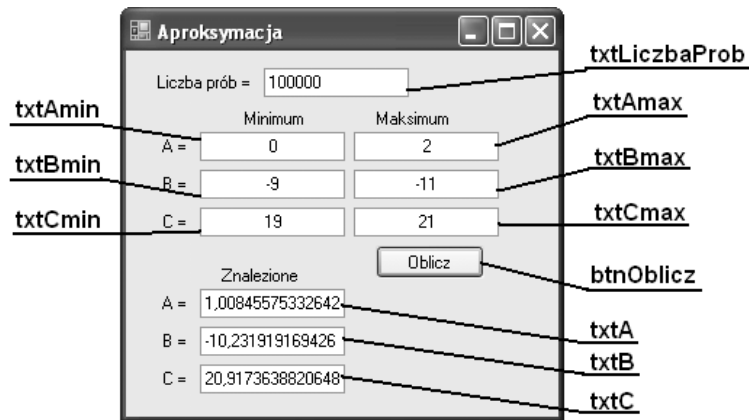 Aproksymacja
txtLiczbaProb
Liczba prób = 100000
txtAmin
Minimum Maksimum
txtAmax
A = 0 2
txtBmin
txtBmax
B = -9 -11
txtCmin
txtCmax
C = 19 21
Oblicz
btnOblicz
Znalezione
A = 1,00845575332642
txtA
B = -10,231919169426
txtB
C = 20,9173638820648
txtC